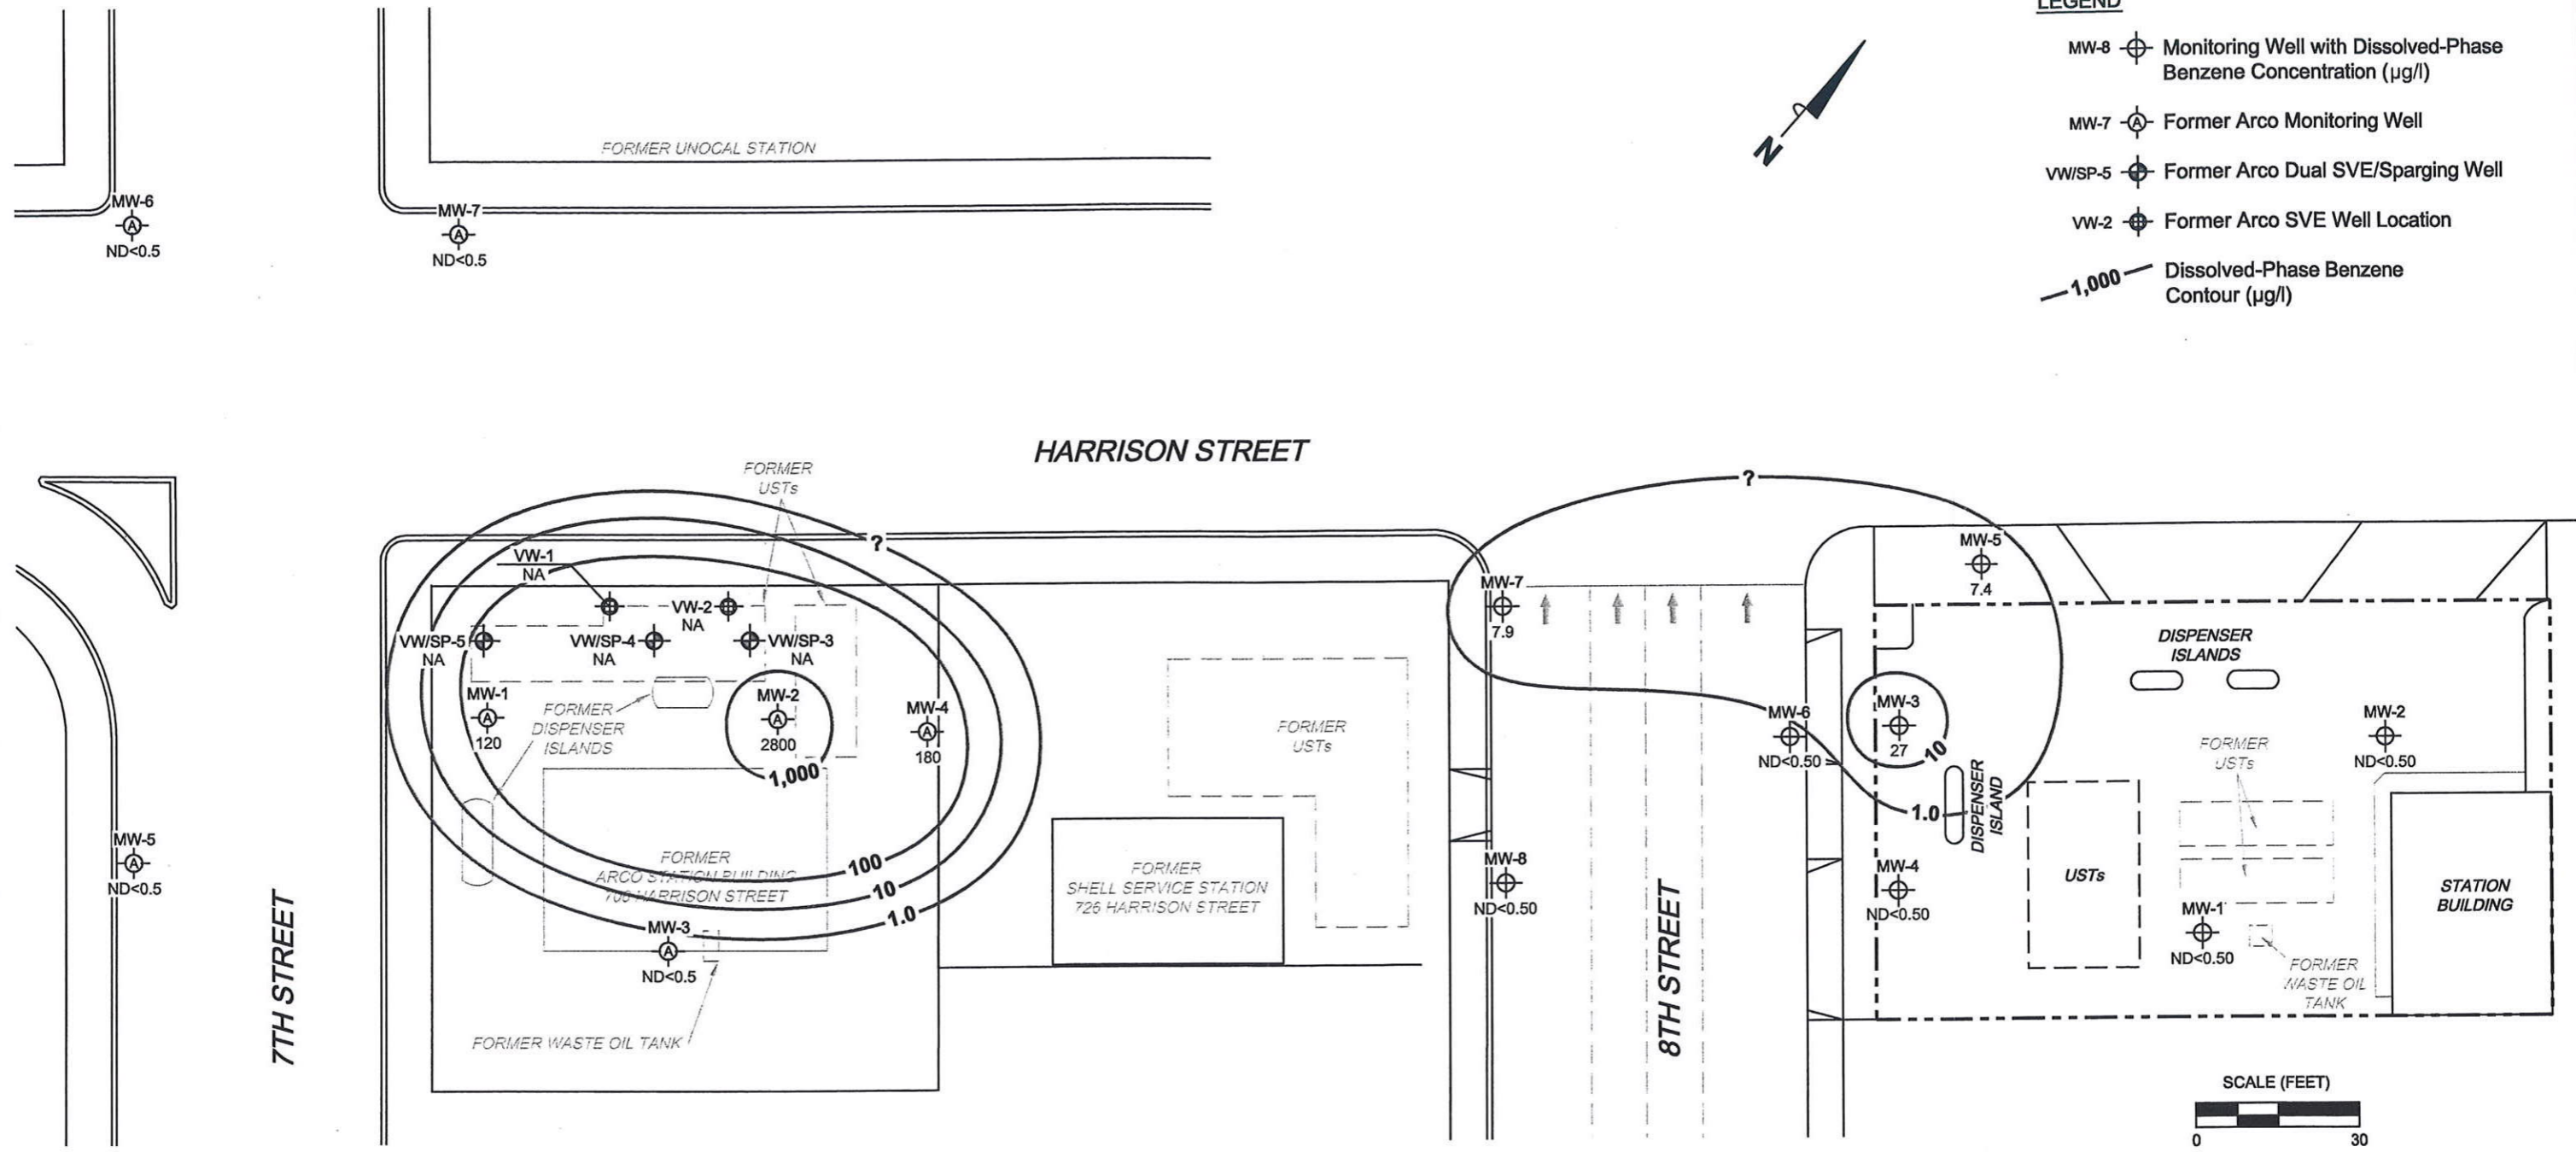 LEGEND
MW-8 Monitoring Well with Dissolved-Phase
Benzene Concentration (µg/l)
MW-7 A Former Arco Monitoring Well
VW/SP-5 Former Arco Dual SVE/Sparging Well
VW-2 Former Arco SVE Well Location
1,000 Dissolved-Phase Benzene
Contour (µg/l)
N
FORMER UNOCAL STATION
MW-6
A
ND<0.5
MW-7
A
ND<0.5
HARRISON STREET
FORMER
USTs
?
?
VW-1
NA
VW-2
NA
VW/SP-5
NA
VW/SP-4
NA
VW/SP-3
NA
MW-1
A
120
FORMER
DISPENSER
ISLANDS
MW-2
A
2800
1,000
MW-4
A
180
FORMER
ARCO STATION BUILDING
706 HARRISON STREET
100
10
1.0
MW-3
A
ND<0.5
FORMER WASTE OIL TANK
MW-5
A
ND<0.5
7TH STREET
FORMER
USTs
FORMER
SHELL SERVICE STATION
726 HARRISON STREET
MW-7
7.9
MW-8
ND<0.50
8TH STREET
MW-6
ND<0.50
MW-5
7.4
MW-3
27
10
1.0
DISPENSER
ISLAND
MW-4
ND<0.50
DISPENSER
ISLANDS
MW-2
ND<0.50
FORMER
USTs
USTs
MW-1
ND<0.50
FORMER
WASTE OIL
TANK
STATION
BUILDING
SCALE (FEET)
0 30